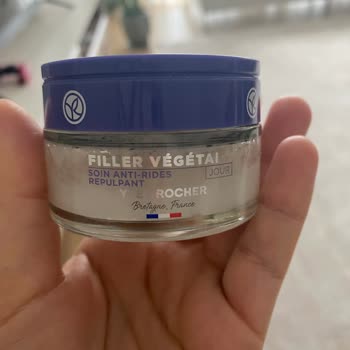 FILLER VÉGÉTAL
SOIN ANTI-RIDES
REPULPANT
JOUR
ROCHER
Bretagne, France